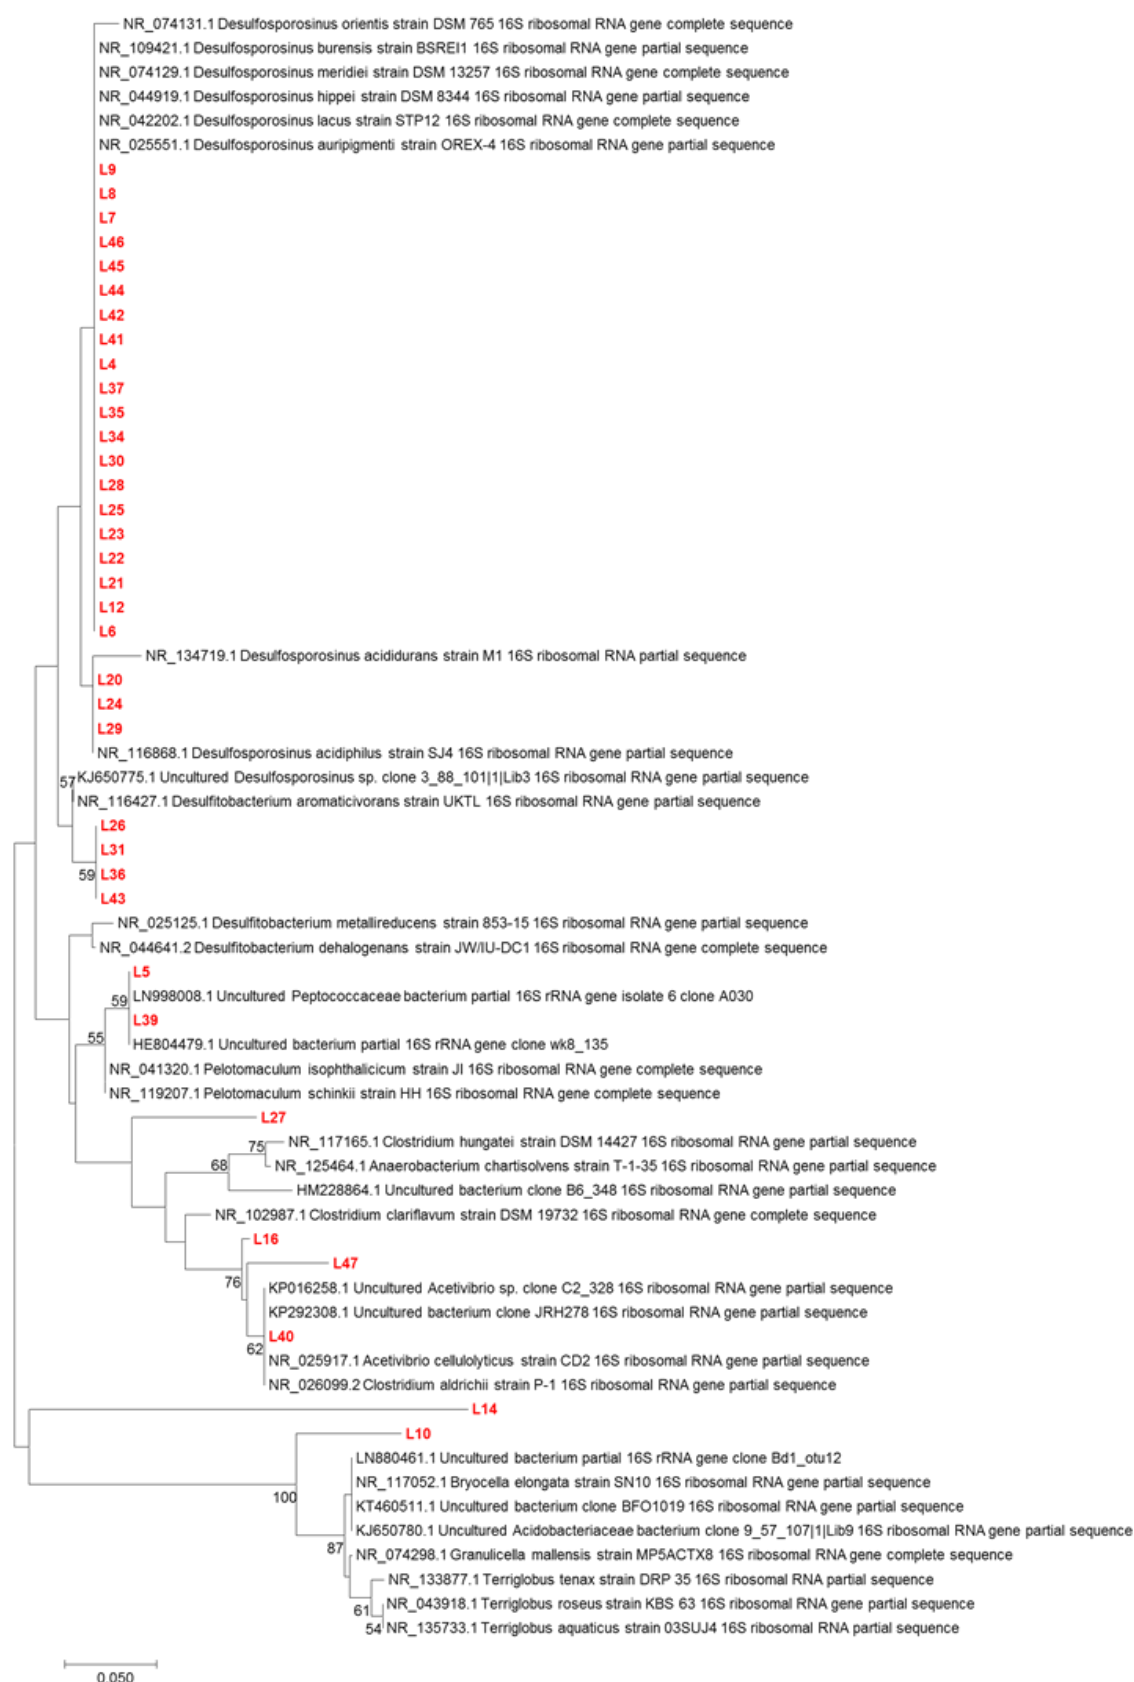 NR_074131.1 Desulfosporosinus orientis strain DSM 765 16S ribosomal RNA gene complete sequence
NR_109421.1 Desulfosporosinus burensis strain BSREI1 16S ribosomal RNA gene partial sequence
NR_074129.1 Desulfosporosinus meridiei strain DSM 13257 16S ribosomal RNA gene complete sequence
NR_044919.1 Desulfosporosinus hippei strain DSM 8344 16S ribosomal RNA gene partial sequence
NR_042202.1 Desulfosporosinus lacus strain STP12 16S ribosomal RNA gene complete sequence
NR_025551.1 Desulfosporosinus auripigmenti strain OREX-4 16S ribosomal RNA gene partial sequence
L9
L8
L7
L46
L45
L44
L42
L41
L4
L37
L35
L34
L30
L28
L25
L23
L22
L21
L12
L6
NR_134719.1 Desulfosporosinus acididurans strain M1 16S ribosomal RNA partial sequence
L20
L24
L29
NR_116868.1 Desulfosporosinus acidiphilus strain SJ4 16S ribosomal RNA gene partial sequence
57 KJ650775.1 Uncultured Desulfosporosinus sp. clone 3_88_101|1|Lib3 16S ribosomal RNA gene partial sequence
NR_116427.1 Desulfitobacterium aromaticivorans strain UKTL 16S ribosomal RNA gene partial sequence
L26
L31
59 L36
L43
NR_025125.1 Desulfitobacterium metallireducens strain 853-15 16S ribosomal RNA gene partial sequence
NR_044641.2 Desulfitobacterium dehalogenans strain JW/IU-DC1 16S ribosomal RNA gene complete sequence
L5
59 LN998008.1 Uncultured Peptococcaceae bacterium partial 16S rRNA gene isolate 6 clone A030
L39
55 HE804479.1 Uncultured bacterium partial 16S rRNA gene clone wk8_135
NR_041320.1 Pelotomaculum isophthalicicum strain JI 16S ribosomal RNA gene complete sequence
NR_119207.1 Pelotomaculum schinkii strain HH 16S ribosomal RNA gene complete sequence
L27
75 NR_117165.1 Clostridium hungatei strain DSM 14427 16S ribosomal RNA gene partial sequence
68 NR_125464.1 Anaerobacterium chartisolvens strain T-1-35 16S ribosomal RNA gene partial sequence
HM228864.1 Uncultured bacterium clone B6_348 16S ribosomal RNA gene partial sequence
NR_102987.1 Clostridium clariflavum strain DSM 19732 16S ribosomal RNA gene complete sequence
L16
L47
76 KP016258.1 Uncultured Acetivibrio sp. clone C2_328 16S ribosomal RNA gene partial sequence
KP292308.1 Uncultured bacterium clone JRH278 16S ribosomal RNA gene partial sequence
L40
62 NR_025917.1 Acetivibrio cellulolyticus strain CD2 16S ribosomal RNA gene partial sequence
NR_026099.2 Clostridium aldrichii strain P-1 16S ribosomal RNA gene partial sequence
L14
L10
LN880461.1 Uncultured bacterium partial 16S rRNA gene clone Bd1_otu12
NR_117052.1 Bryocella elongata strain SN10 16S ribosomal RNA gene partial sequence
100 KT460511.1 Uncultured bacterium clone BFO1019 16S ribosomal RNA gene partial sequence
KJ650780.1 Uncultured Acidobacteriaceae bacterium clone 9_57_107|1|Lib9 16S ribosomal RNA gene partial sequence
87 NR_074298.1 Granulicella mallensis strain MP5ACTX8 16S ribosomal RNA gene complete sequence
NR_133877.1 Terriglobus tenax strain DRP 35 16S ribosomal RNA partial sequence
61 NR_043918.1 Terriglobus roseus strain KBS 63 16S ribosomal RNA gene partial sequence
54 NR_135733.1 Terriglobus aquaticus strain 03SUJ4 16S ribosomal RNA partial sequence
0.050